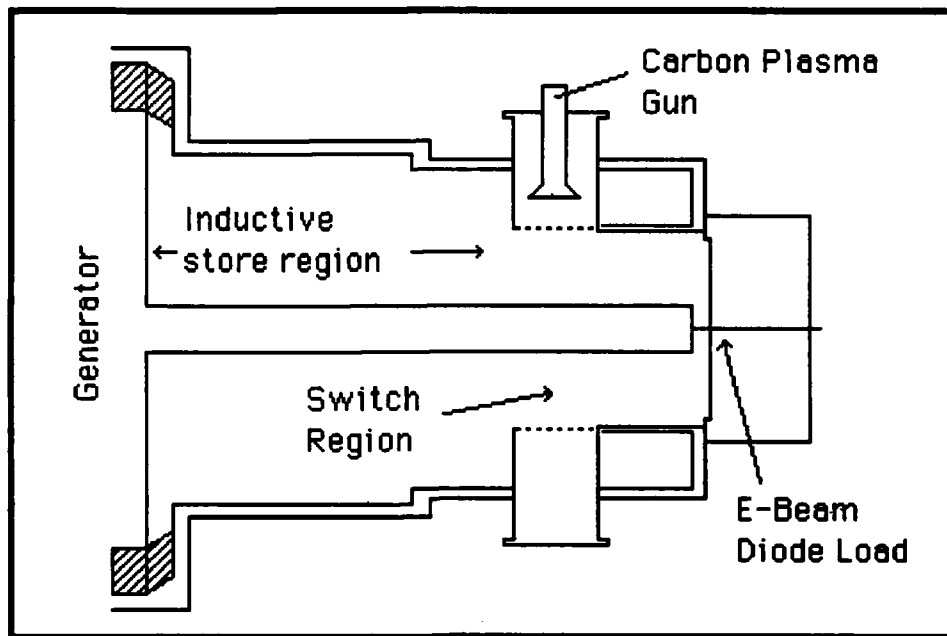 Carbon Plasma
Gun
Inductive
store region
Generator
Switch
Region
E-Beam
Diode Load